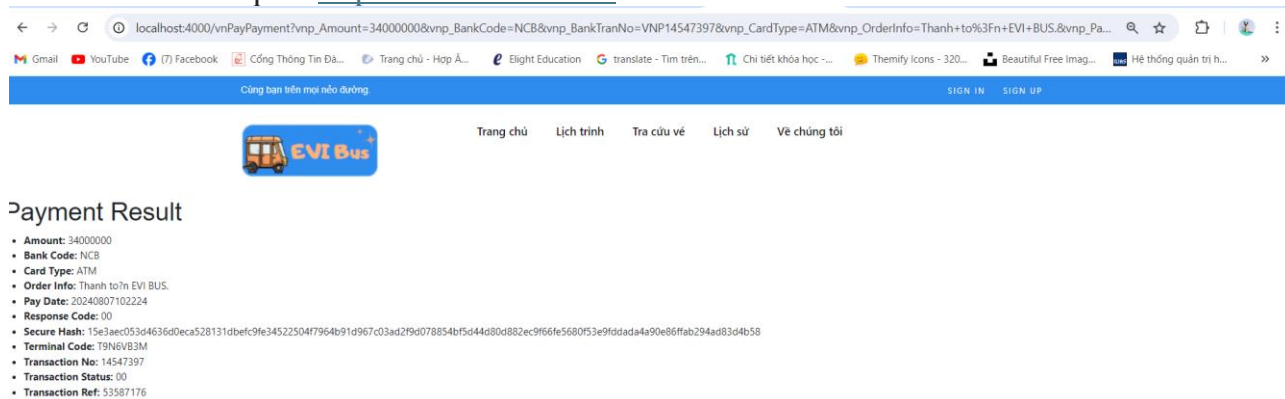 localhost:4000/vnPayPayment?vnp_Amount=34000000&vnp_BankCode=NCB&vnp_BankTranNo=VNP14547397&vnp_CardType=ATM&vnp_OrderInfo=Thanh+to%3Fn+EVI+BUS.&vnp_Pa...
Gmail YouTube (7) Facebook Cổng Thông Tin Đà... Trang chủ - Hợp Â... Elight Education translate - Tìm trên... Chi tiết khóa học -... Themify Icons - 320... Beautiful Free Imag... Hệ thống quản trị h... »
Cùng bạn trên mọi nẻo đường. SIGN IN SIGN UP
EVI Bus Trang chủ Lịch trình Tra cứu vé Lịch sử Về chúng tôi
Payment Result
• Amount: 34000000
• Bank Code: NCB
• Card Type: ATM
• Order Info: Thanh to?n EVI BUS.
• Pay Date: 20240807102224
• Response Code: 00
• Secure Hash: 15e3aec053d4636d0eca528131dbefc9fe34522504f7964b91d967c03ad2f9d078854bf5d44d80d882ec9f66fe5680f53e9fddada4a90e86ffab294ad83d4b58
• Terminal Code: T9N6VB3M
• Transaction No: 14547397
• Transaction Status: 00
• Transaction Ref: 53587176